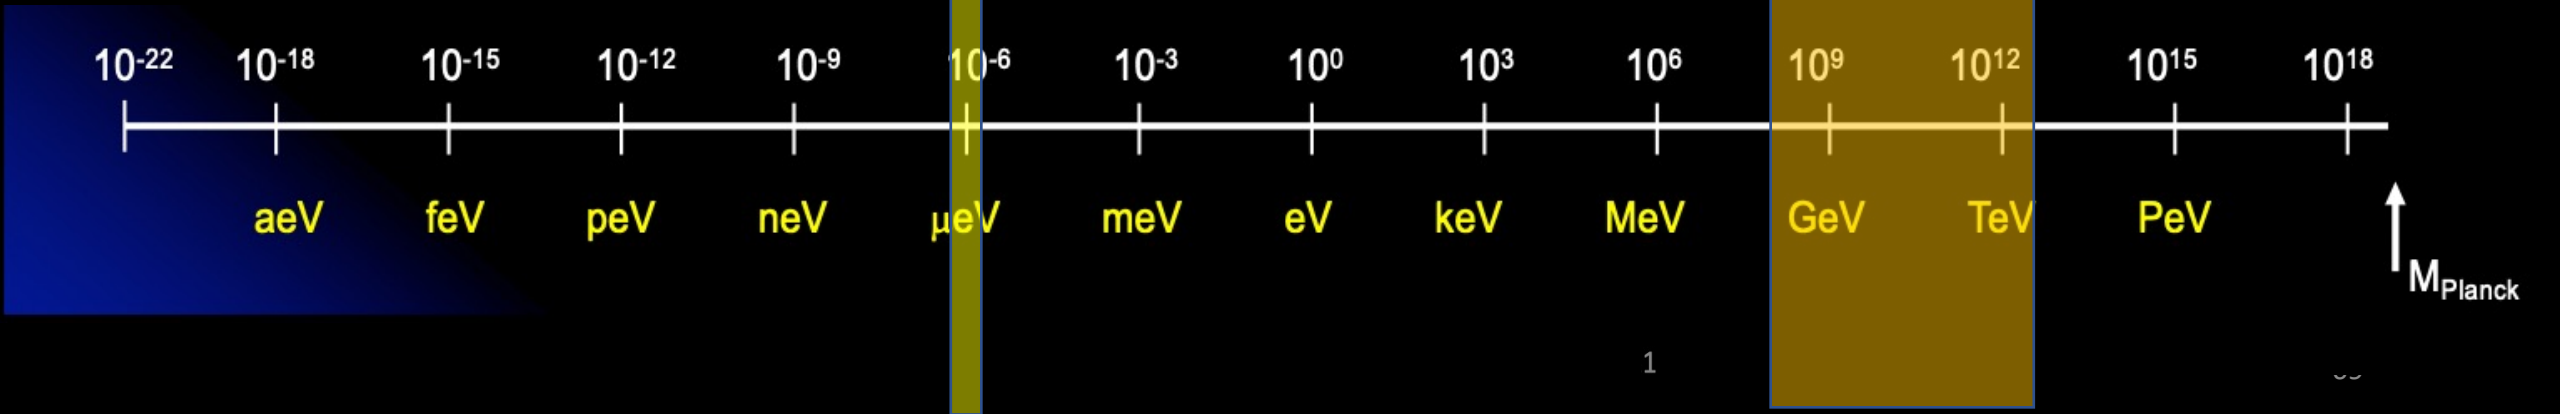 10⁻²² 10⁻¹⁸ 10⁻¹⁵ 10⁻¹² 10⁻⁹ 10⁻⁶ 10⁻³ 10⁰ 10³ 10⁶ 10⁹ 10¹² 10¹⁵ 10¹⁸
aeV feV peV neV µeV meV eV keV MeV GeV TeV PeV
M_Planck
1